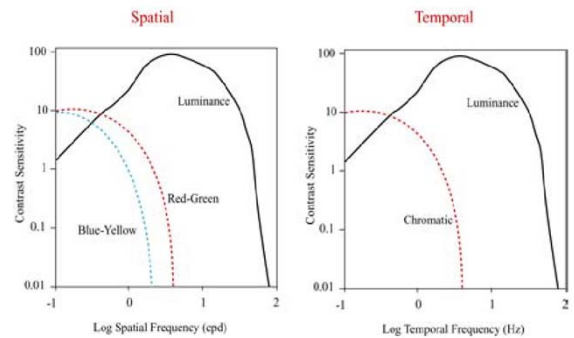 Spatial
Temporal
100
10
1
0.1
0.01
Contrast Sensitivity
Luminance
Red-Green
Blue-Yellow
-1
0
1
2
Log Spatial Frequency (cpd)
100
10
1
0.1
0.01
Contrast Sensitivity
Luminance
Chromatic
-1
0
1
2
Log Temporal Frequency (Hz)